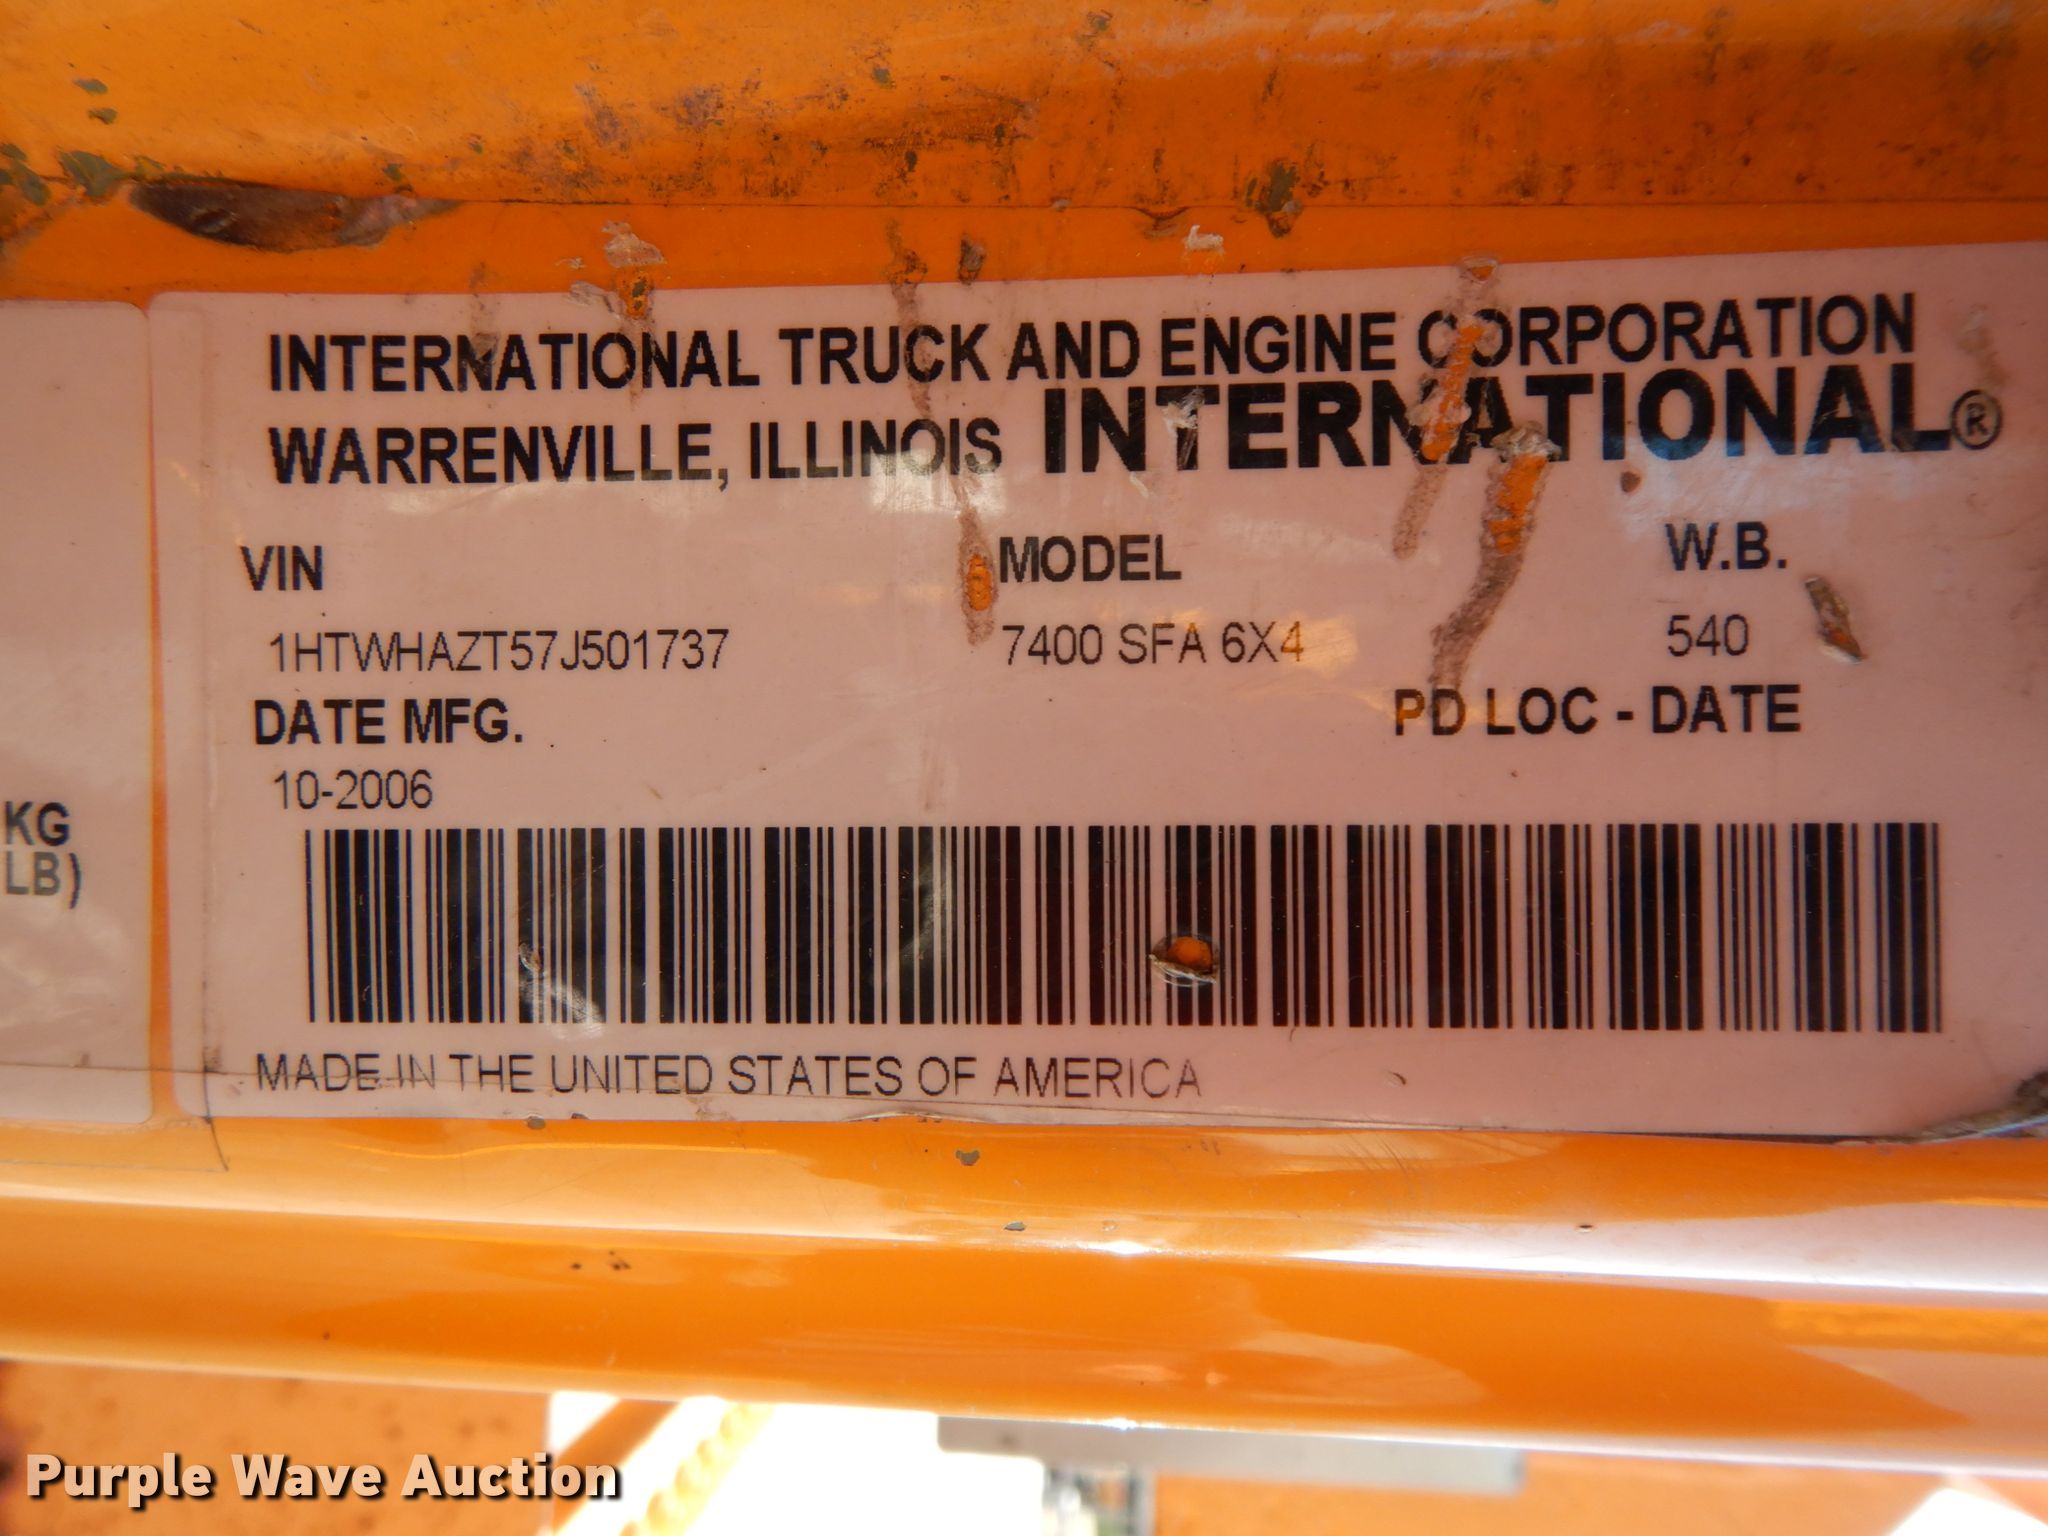 INTERNATIONAL TRUCK AND ENGINE CORPORATION
WARRENVILLE, ILLINOIS INTERNATIONAL®
VIN MODEL W.B.
1HTWHAZT57J501737 7400 SFA 6X4 540
DATE MFG. PD LOC - DATE
10-2006
KG
LB)
MADE IN THE UNITED STATES OF AMERICA
Purple Wave Auction